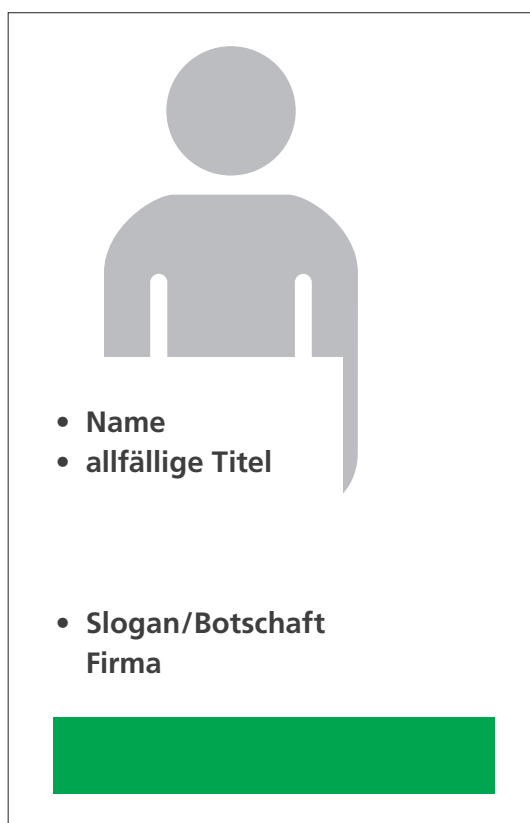 • Name
• allfällige Titel
• Slogan/Botschaft
Firma